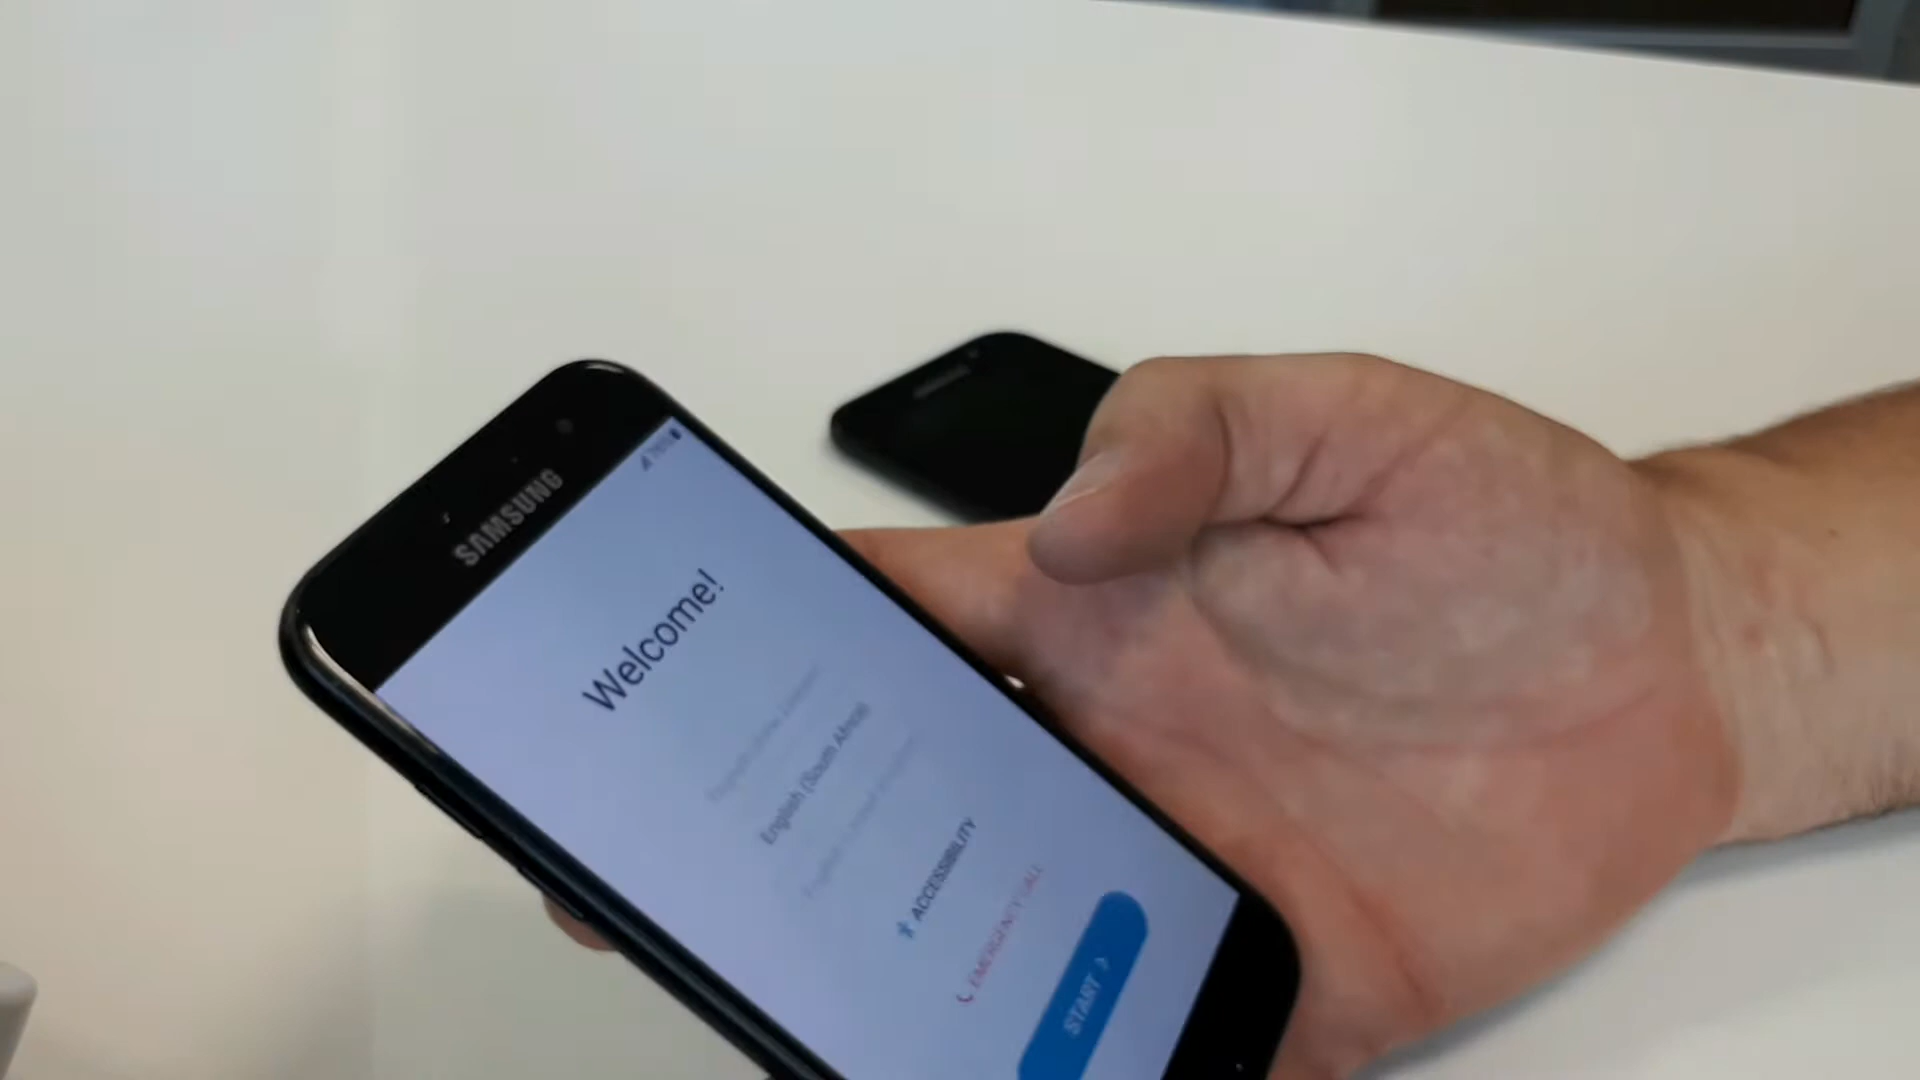 SAMSUNG
Welcome!
English (South Africa)
ACCESSIBILITY
EMERGENCY CALL
START >